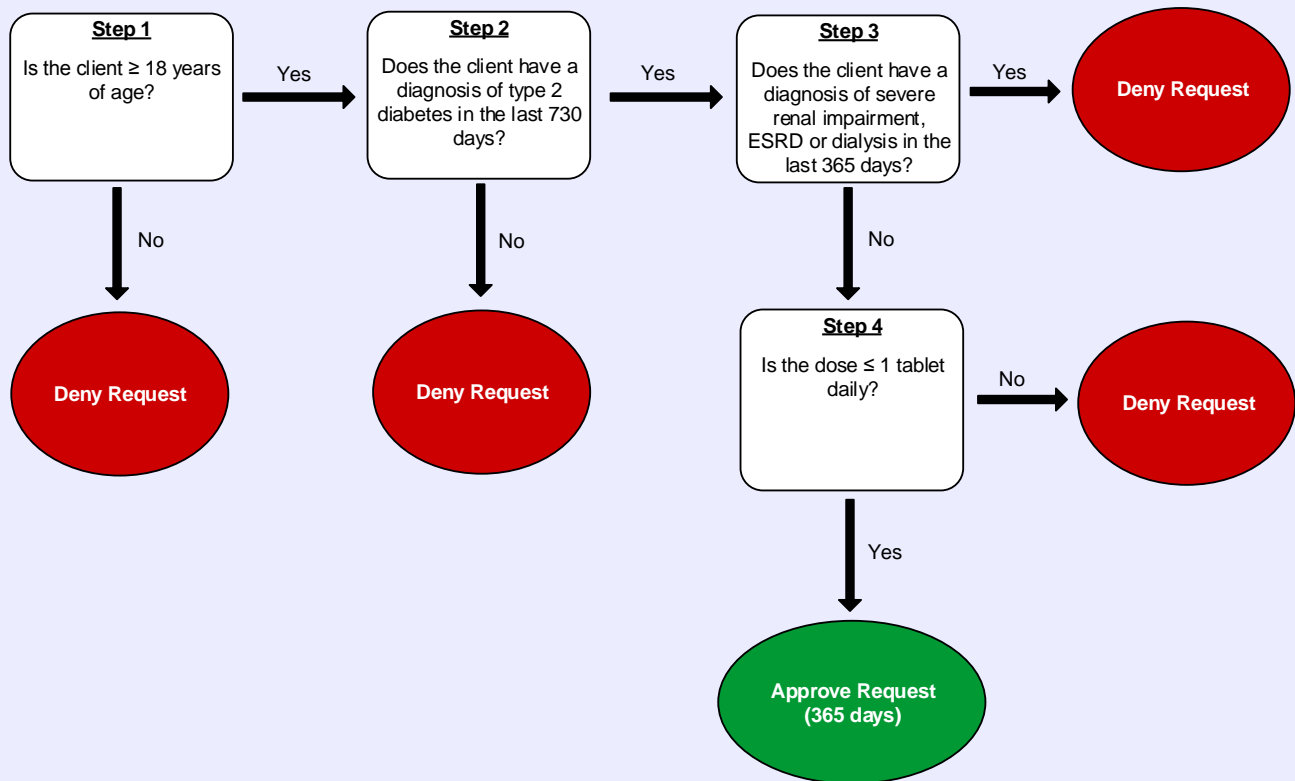 Step 1
Is the client ≥ 18 years
of age?
Yes
Step 2
Does the client have a
diagnosis of type 2
diabetes in the last 730
days?
Yes
Step 3
Does the client have a
diagnosis of severe
renal impairment,
ESRD or dialysis in the
last 365 days?
Yes
Deny Request
No
No
No
Deny Request
Deny Request
Step 4
Is the dose ≤ 1 tablet
daily?
No
Deny Request
Yes
Approve Request
(365 days)